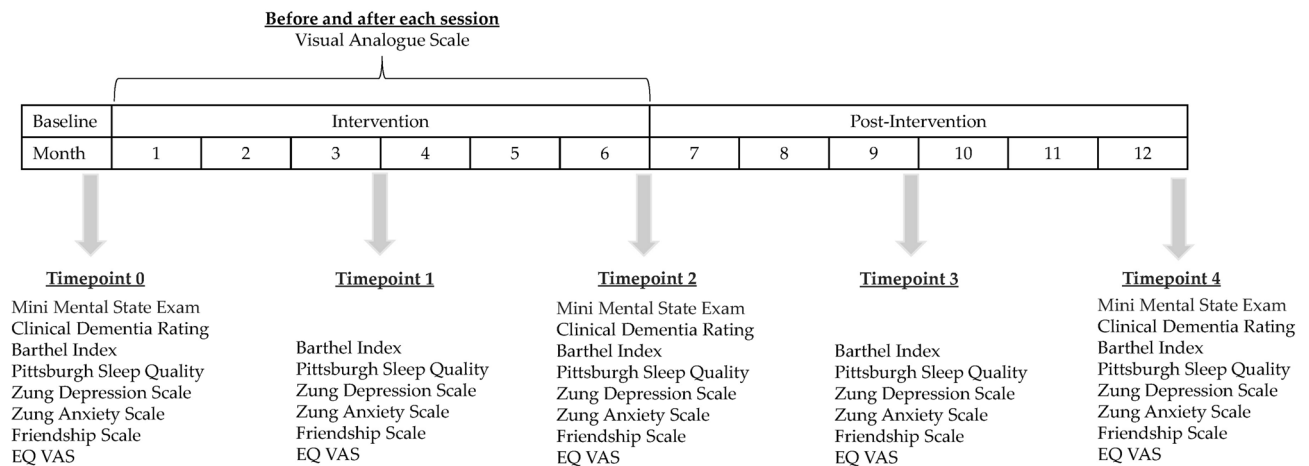 Before and after each session
Visual Analogue Scale
Baseline Intervention Post-Intervention
Month 1 2 3 4 5 6 7 8 9 10 11 12
Timepoint 0
Mini Mental State Exam
Clinical Dementia Rating
Barthel Index
Pittsburgh Sleep Quality
Zung Depression Scale
Zung Anxiety Scale
Friendship Scale
EQ VAS
Timepoint 1
Barthel Index
Pittsburgh Sleep Quality
Zung Depression Scale
Zung Anxiety Scale
Friendship Scale
EQ VAS
Timepoint 2
Mini Mental State Exam
Clinical Dementia Rating
Barthel Index
Pittsburgh Sleep Quality
Zung Depression Scale
Zung Anxiety Scale
Friendship Scale
EQ VAS
Timepoint 3
Barthel Index
Pittsburgh Sleep Quality
Zung Depression Scale
Zung Anxiety Scale
Friendship Scale
EQ VAS
Timepoint 4
Mini Mental State Exam
Clinical Dementia Rating
Barthel Index
Pittsburgh Sleep Quality
Zung Depression Scale
Zung Anxiety Scale
Friendship Scale
EQ VAS